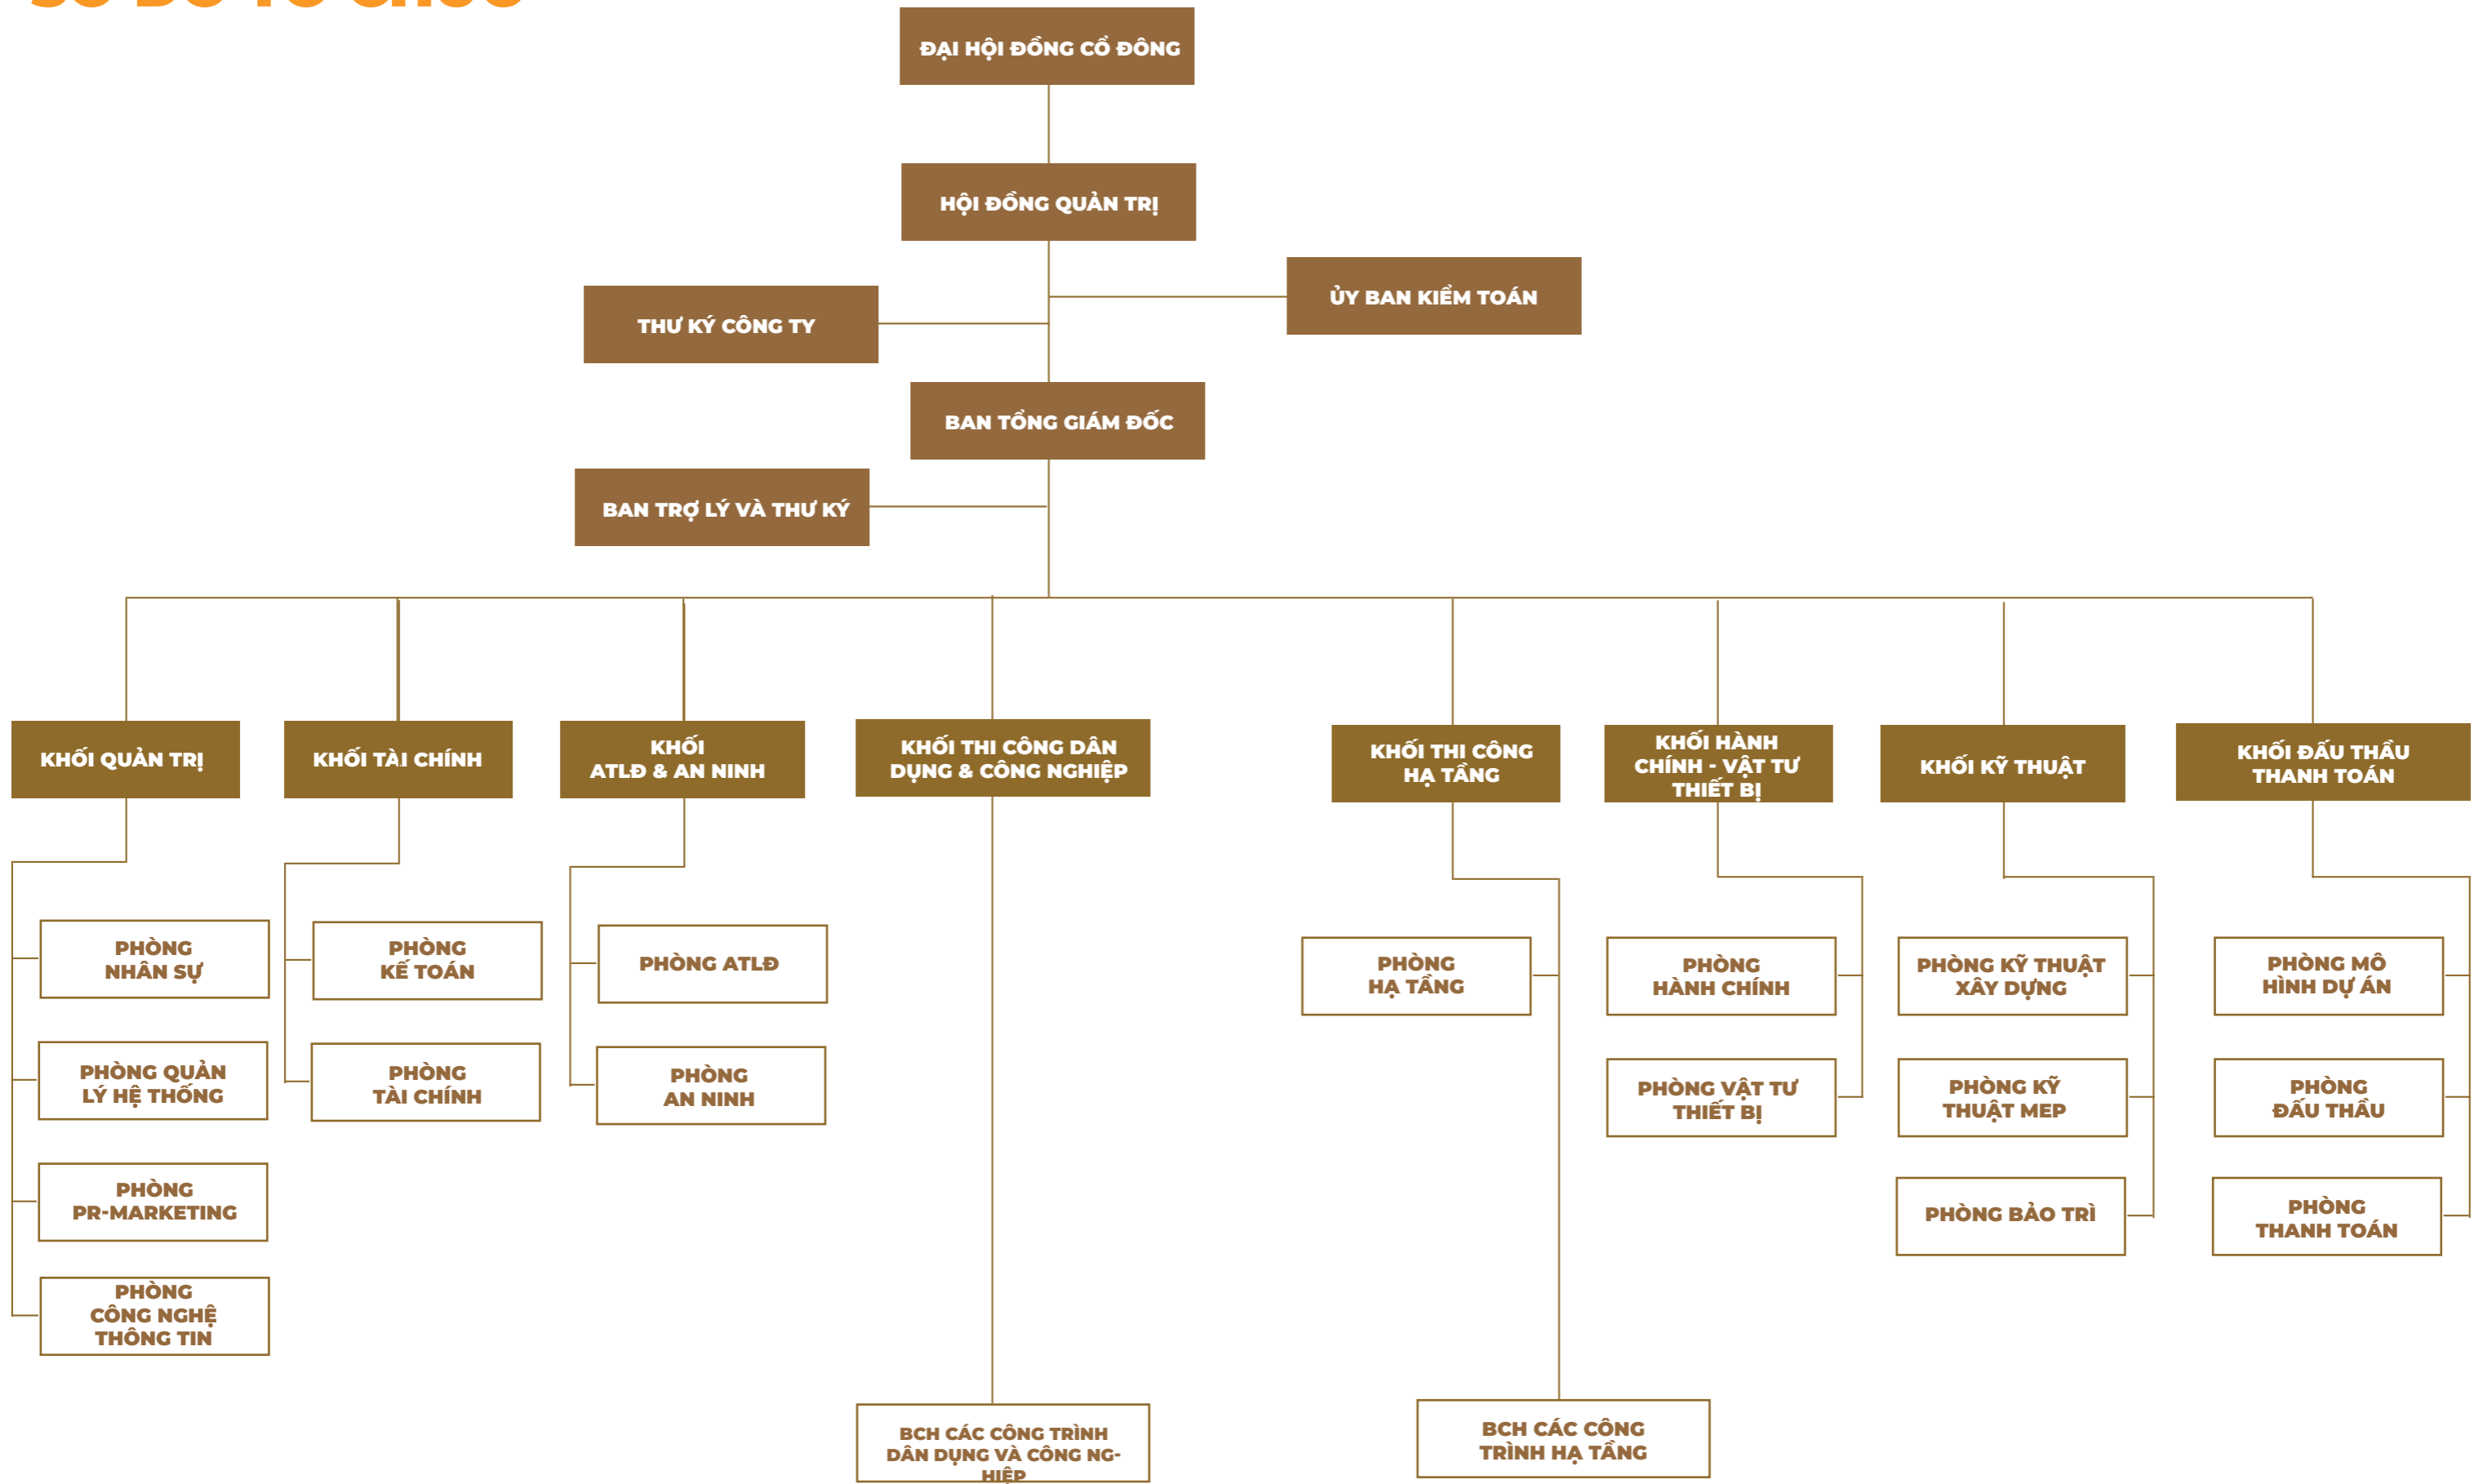 ĐẠI HỘI ĐỒNG CỔ ĐÔNG
HỘI ĐỒNG QUẢN TRỊ
ỦY BAN KIỂM TOÁN
THƯ KÝ CÔNG TY
BAN TỔNG GIÁM ĐỐC
BAN TRỢ LÝ VÀ THƯ KÝ
KHỐI QUẢN TRỊ
KHỐI TÀI CHÍNH
KHỐI
ATLĐ & AN NINH
KHỐI THI CÔNG DÂN
DỤNG & CÔNG NGHIỆP
KHỐI THI CÔNG
HẠ TẦNG
KHỐI HÀNH
CHÍNH - VẬT TƯ
THIẾT BỊ
KHỐI KỸ THUẬT
KHỐI ĐẤU THẦU
THANH TOÁN
PHÒNG
NHÂN SỰ
PHÒNG QUẢN
LÝ HỆ THỐNG
PHÒNG
PR-MARKETING
PHÒNG
CÔNG NGHỆ
THÔNG TIN
PHÒNG
KẾ TOÁN
PHÒNG
TÀI CHÍNH
PHÒNG ATLĐ
PHÒNG
AN NINH
BCH CÁC CÔNG TRÌNH
DÂN DỤNG VÀ CÔNG NG-
HIỆP
PHÒNG
HẠ TẦNG
BCH CÁC CÔNG
TRÌNH HẠ TẦNG
PHÒNG
HÀNH CHÍNH
PHÒNG VẬT TƯ
THIẾT BỊ
PHÒNG KỸ THUẬT
XÂY DỰNG
PHÒNG KỸ
THUẬT MEP
PHÒNG BẢO TRÌ
PHÒNG MÔ
HÌNH DỰ ÁN
PHÒNG
ĐẤU THẦU
PHÒNG
THANH TOÁN